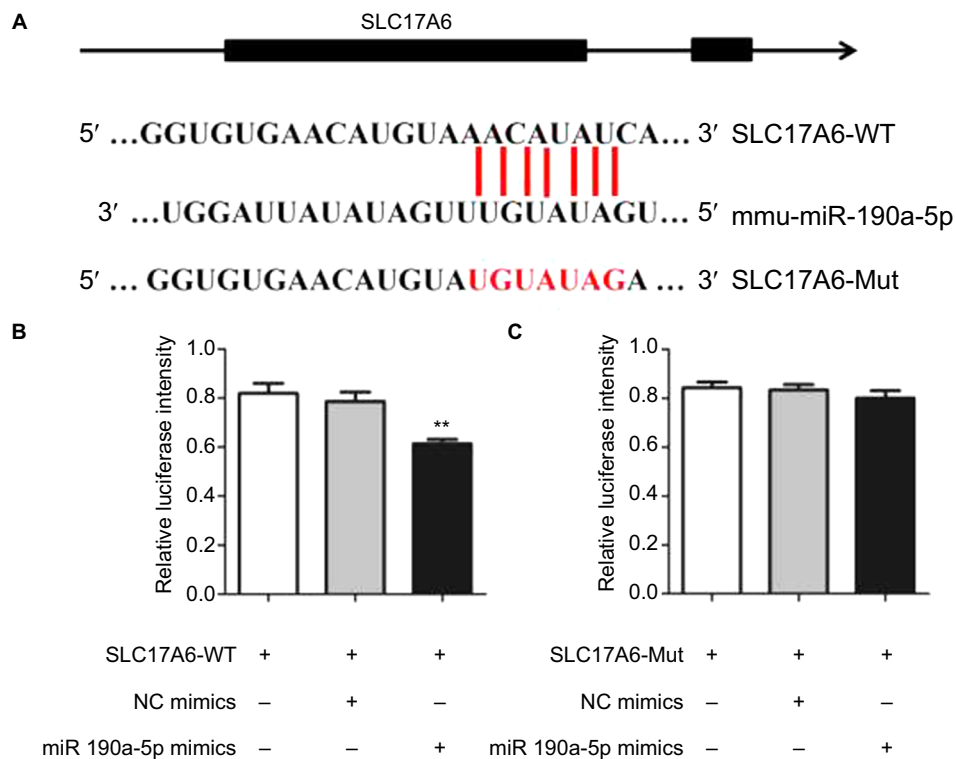 A
SLC17A6
5′ …GGUGUGAACAUGUAAACAUAUCA… 3′ SLC17A6-WT
3′ …UGGAUUAUAUAGUUUGUAUAGU… 5′ mmu-miR-190a-5p
5′ … GGUGUGAACAUGUAUGUAUAGA … 3′ SLC17A6-Mut
B
Relative luciferase intensity
1.0
0.8
0.6
0.4
0.2
0.0
**
SLC17A6-WT + + +
NC mimics – + –
miR 190a-5p mimics – – +
C
Relative luciferase intensity
1.0
0.8
0.6
0.4
0.2
0.0
SLC17A6-Mut + + +
NC mimics – + –
miR 190a-5p mimics – – +